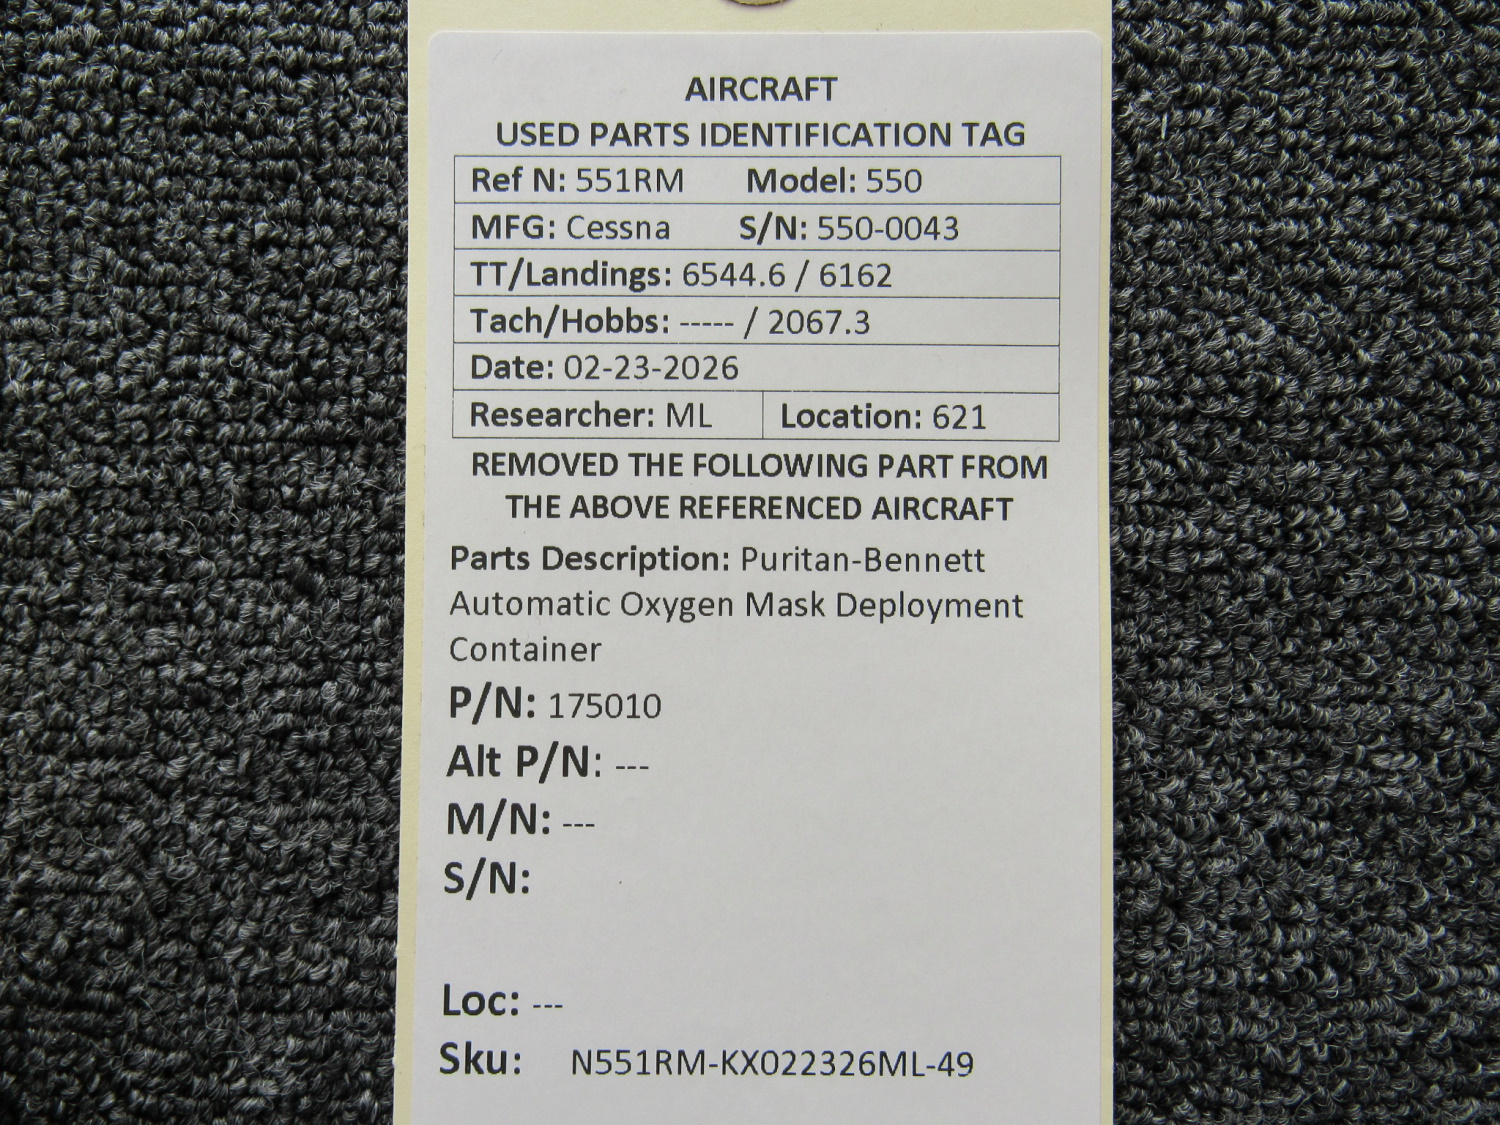 AIRCRAFT
USED PARTS IDENTIFICATION TAG
Ref N: 551RM Model: 550
MFG: Cessna S/N: 550-0043
TT/Landings: 6544.6 / 6162
Tach/Hobbs: ----- / 2067.3
Date: 02-23-2026
Researcher: ML Location: 621
REMOVED THE FOLLOWING PART FROM
THE ABOVE REFERENCED AIRCRAFT
Parts Description: Puritan-Bennett
Automatic Oxygen Mask Deployment
Container
P/N: 175010
Alt P/N: ---
M/N: ---
S/N:
Loc: ---
Sku: N551RM-KX022326ML-49